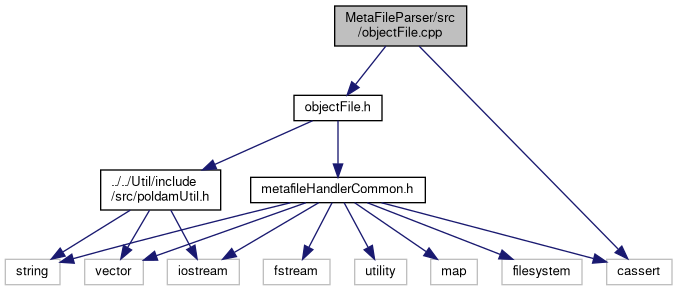 MetaFileParser/src
/objectFile.cpp
objectFile.h
../../Util/include
/src/poldamUtil.h
metafileHandlerCommon.h
string
vector
iostream
fstream
utility
map
filesystem
cassert